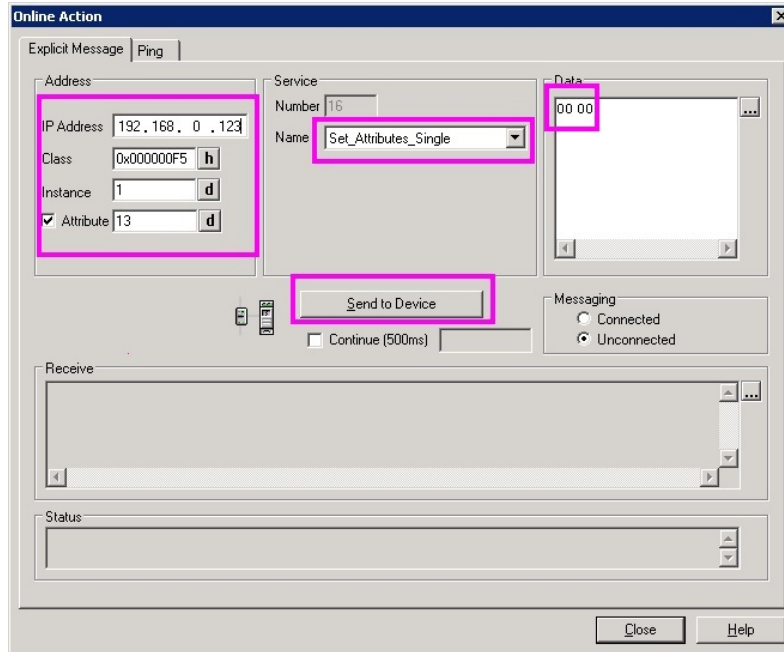 Online Action
Explicit Message
Ping
Address
IP Address 192.168. 0 .123
Class 0x000000F5 h
Instance 1 d
Attribute 13 d
Service
Number 16
Name Set_Attributes_Single
Data
00 00
...
Send to Device
Continue (500ms)
Messaging
Connected
Unconnected
Receive
...
Status
Close
Help